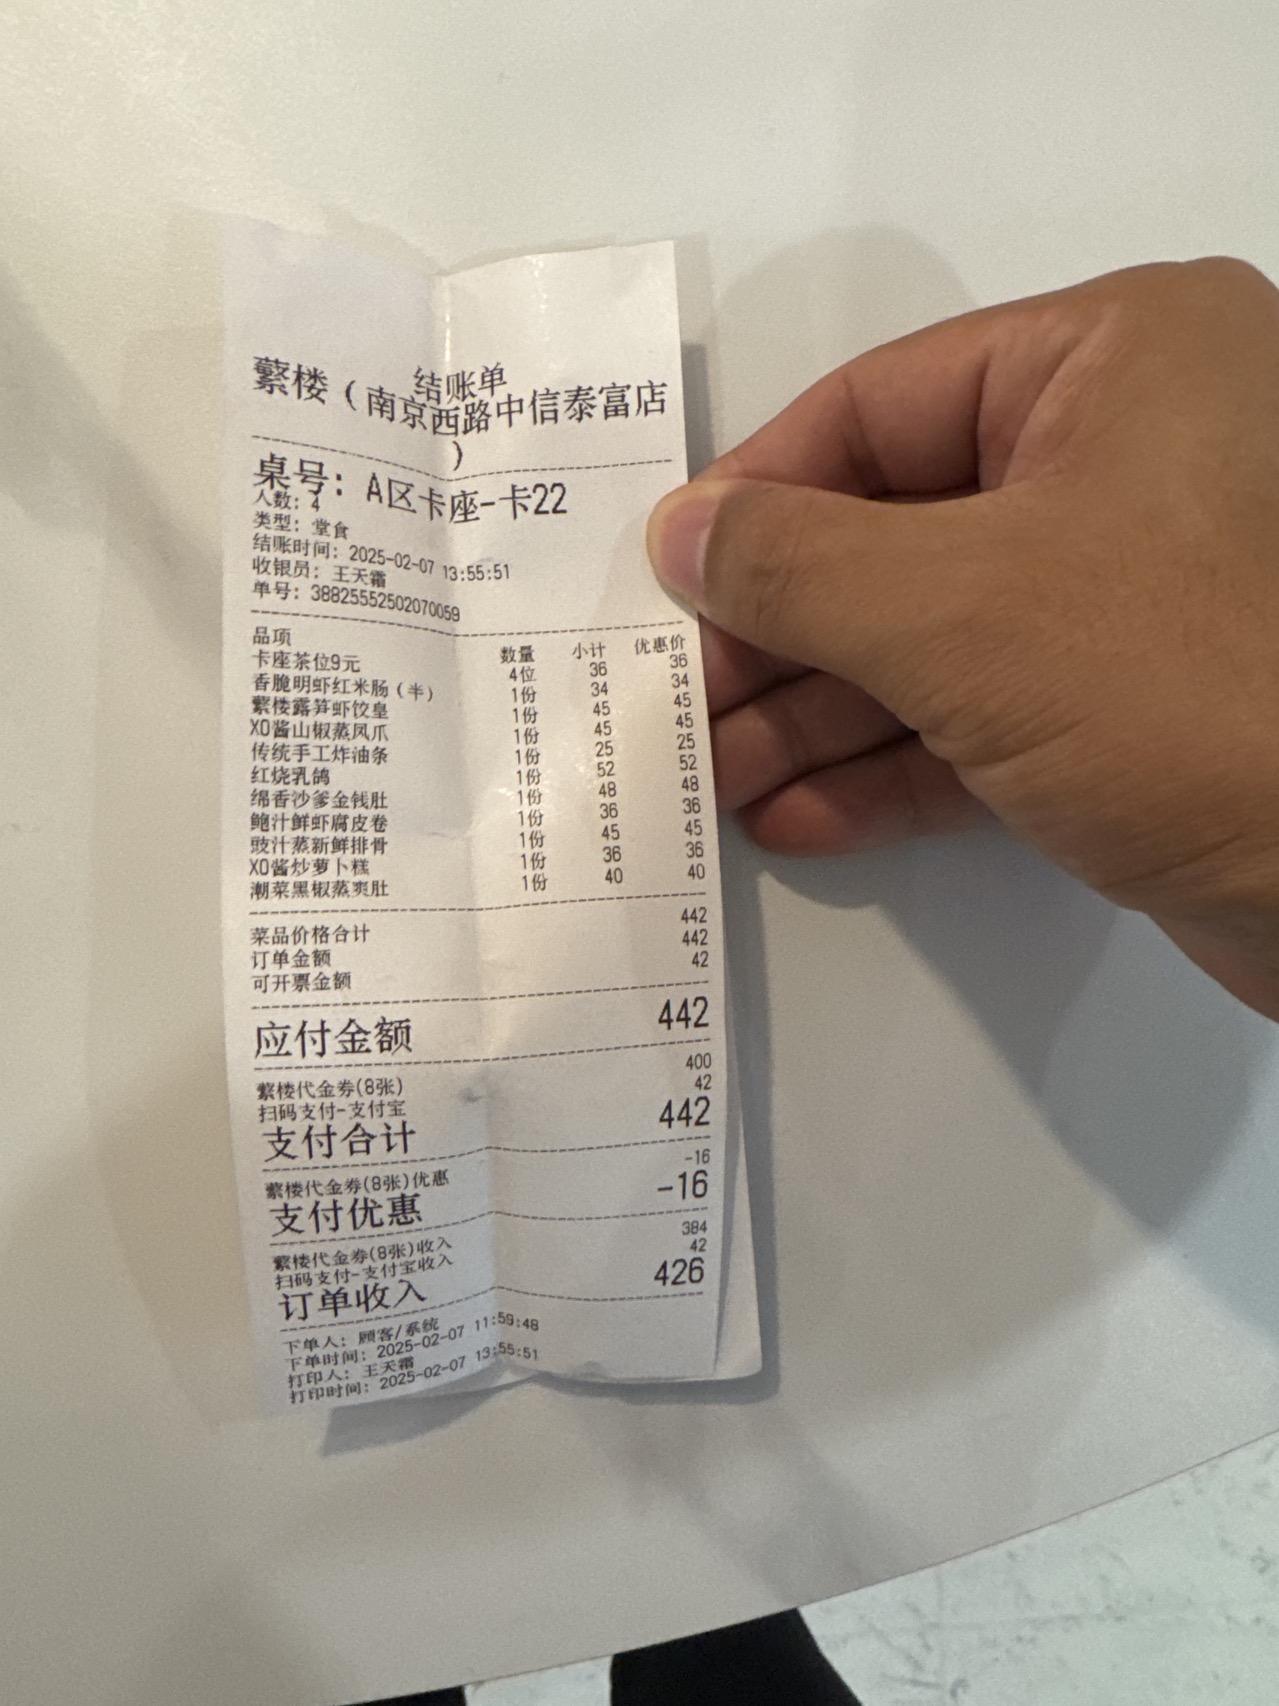 结账单
蘩楼（南京西路中信泰富店
）
桌号：A区卡座-卡22
人数：4
类型：堂食
结账时间：2025-02-07 13:55:51
收银员：王天霜
单号：38825552502070059
品项 数量 小计 优惠价
卡座茶位9元 4位 36 36
香脆明虾红米肠（半） 1份 34 34
蘩楼露笋虾饺皇 1份 45 45
XO酱山椒蒸凤爪 1份 45 45
传统手工炸油条 1份 25 25
红烧乳鸽 1份 52 52
绵香沙爹金钱肚 1份 48 48
鲍汁鲜虾腐皮卷 1份 36 36
豉汁蒸新鲜排骨 1份 45 45
XO酱炒萝卜糕 1份 36 36
潮菜黑椒蒸爽肚 1份 40 40
菜品价格合计 442
订单金额 442
可开票金额 42
应付金额 442
蘩楼代金券(8张) 400
扫码支付-支付宝 42
支付合计 442
蘩楼代金券(8张)优惠 -16
支付优惠 -16
蘩楼代金券(8张)收入 384
扫码支付-支付宝收入 42
订单收入 426
下单人：顾客/系统
下单时间：2025-02-07 11:59:48
打印人：王天霜
打印时间：2025-02-07 13:55:51